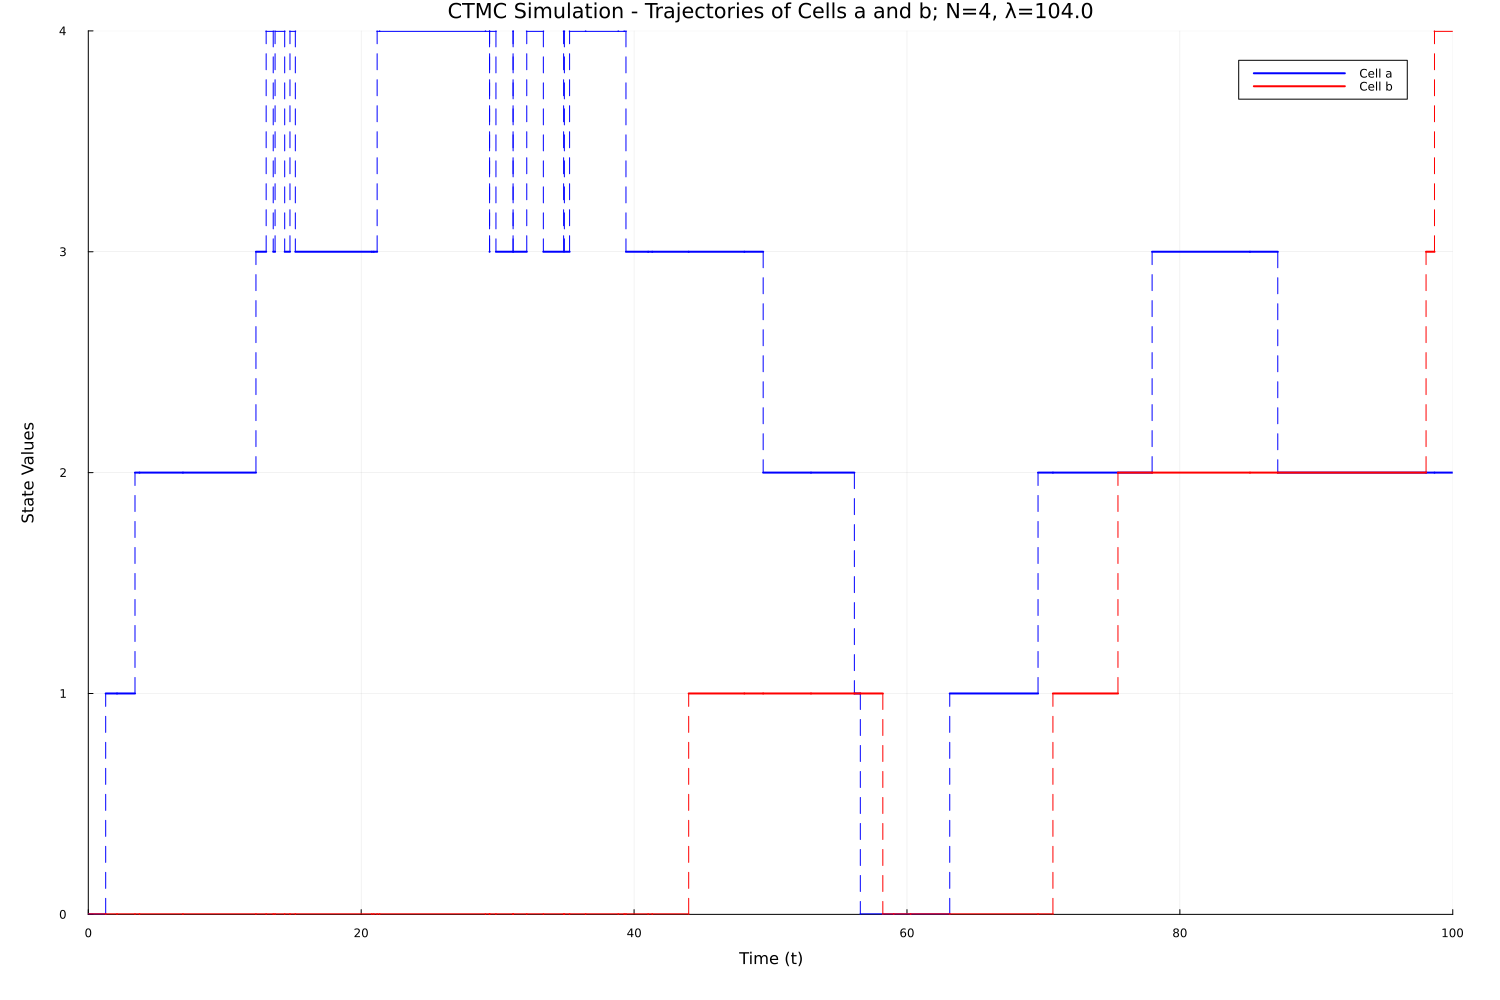 CTMC Simulation - Trajectories of Cells a and b; N=4, λ=104.0
4
Cell a
Cell b
3
State Values
2
1
0
0 20 40 60 80 100
Time (t)